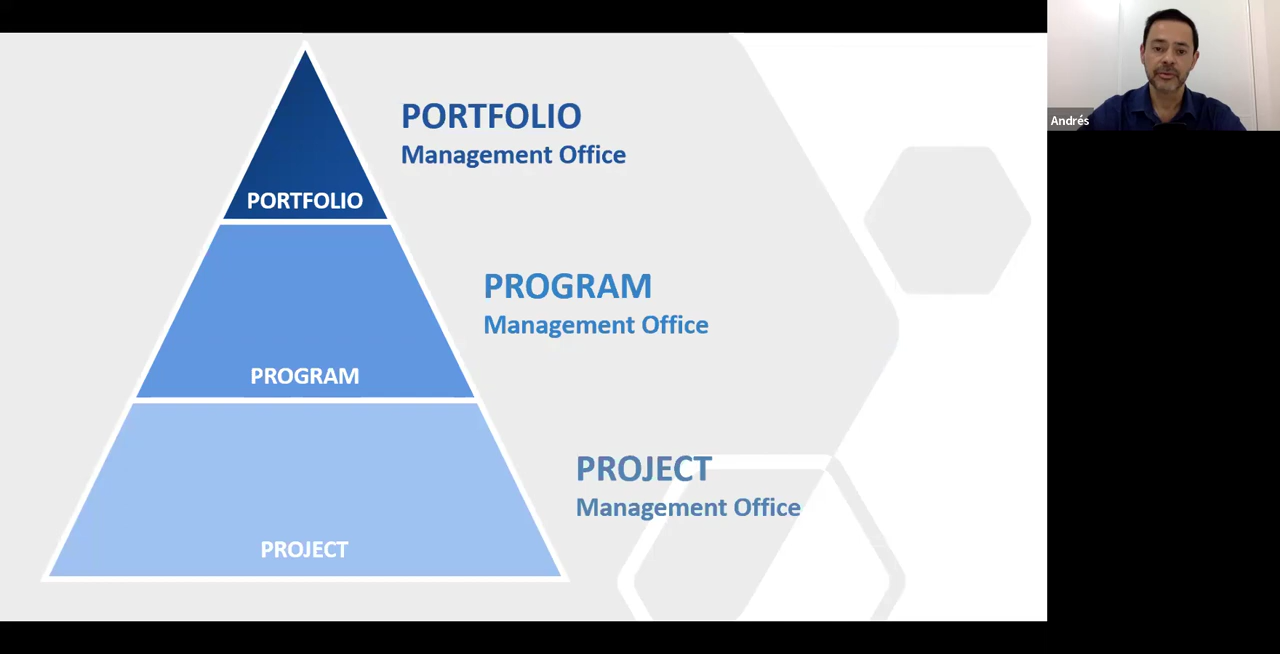 PORTFOLIO
Management Office
PORTFOLIO
PROGRAM
Management Office
PROGRAM
PROJECT
Management Office
PROJECT
Andrés